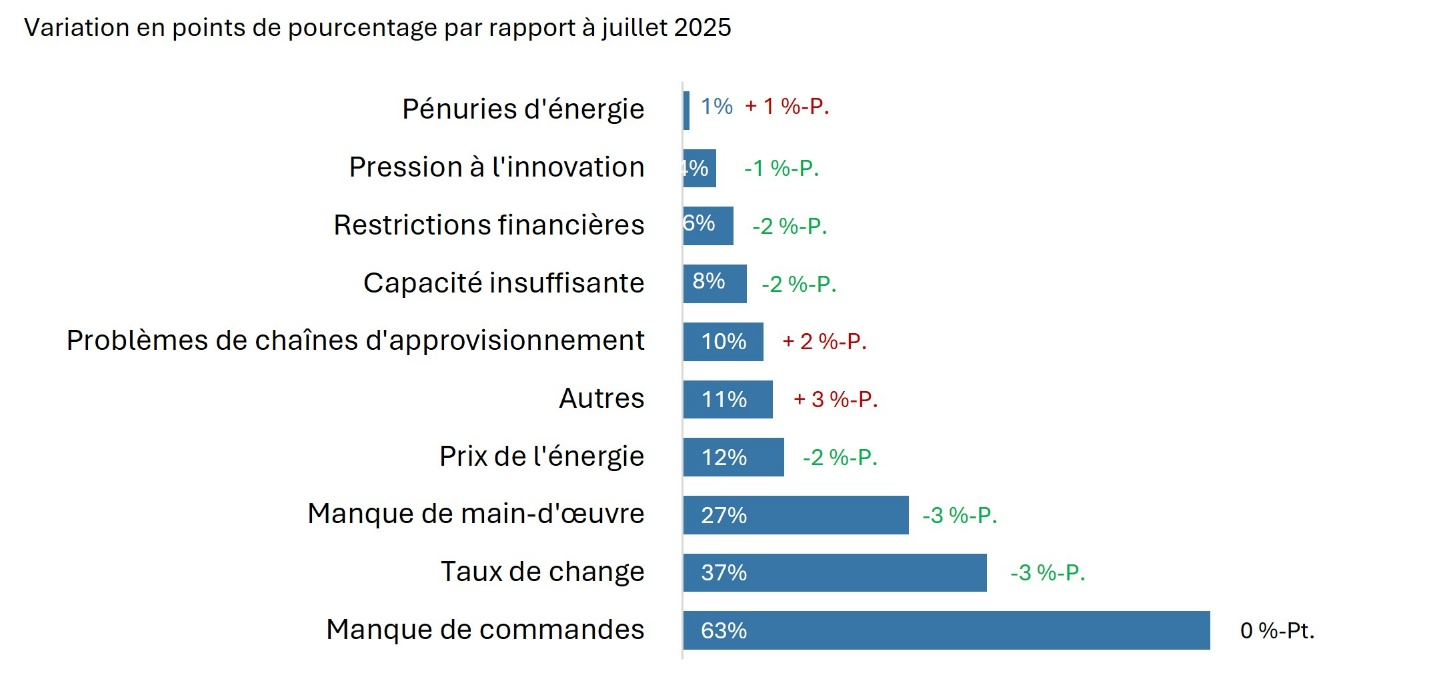 Variation en points de pourcentage par rapport à juillet 2025
Pénuries d'énergie 1% + 1 %-P.
Pression à l'innovation 4% -1 %-P.
Restrictions financières 6% -2 %-P.
Capacité insuffisante 8% -2 %-P.
Problèmes de chaînes d'approvisionnement 10% + 2 %-P.
Autres 11% + 3 %-P.
Prix de l'énergie 12% -2 %-P.
Manque de main-d'œuvre 27% -3 %-P.
Taux de change 37% -3 %-P.
Manque de commandes 63% 0 %-Pt.